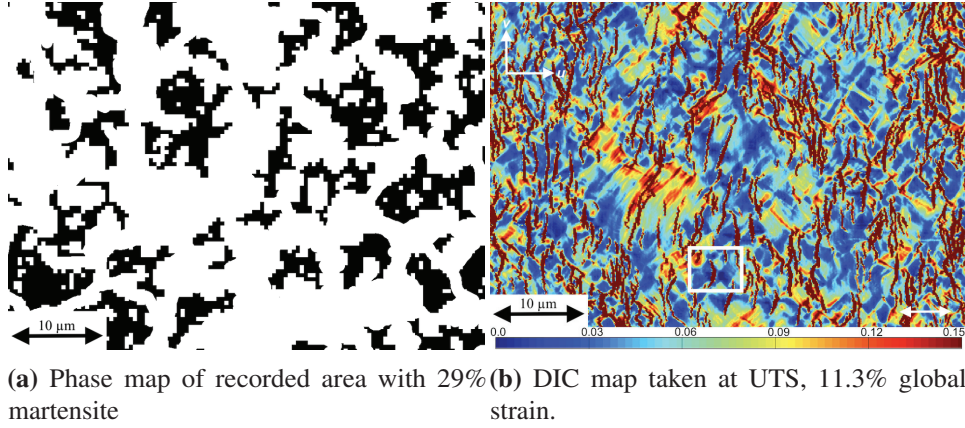 10 µm
10 µm
0.0 0.03 0.06 0.09 0.12 0.15
(a) Phase map of recorded area with 29%
martensite
(b) DIC map taken at UTS, 11.3% global
strain.